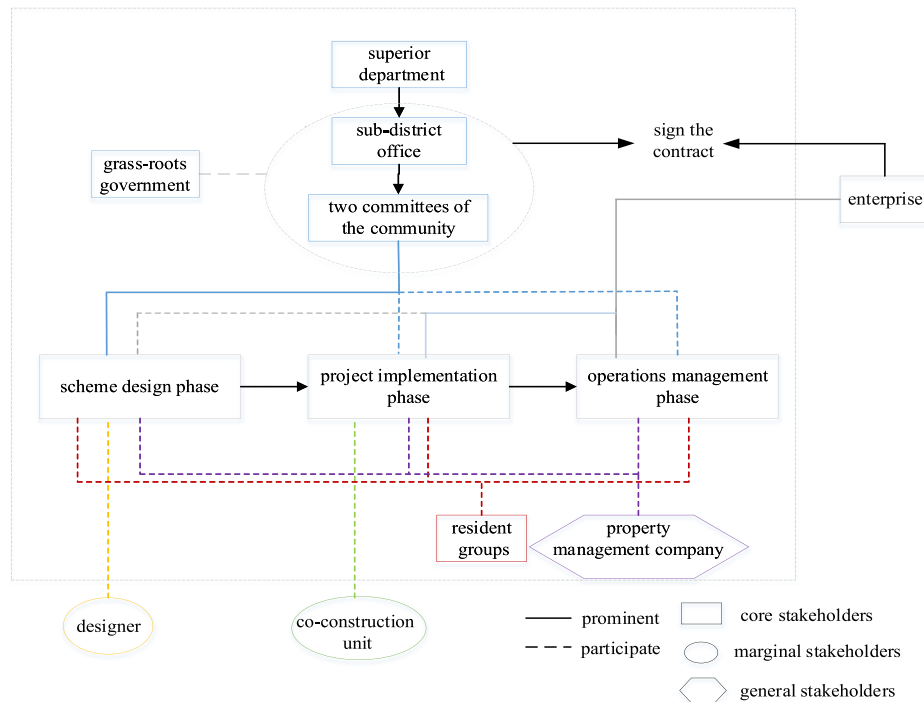 superior
department
sub-district
office
sign the
contract
grass-roots
government
two committees of
the community
enterprise
scheme design phase
project implementation
phase
operations management
phase
resident
groups
property
management company
designer
co-construction
unit
prominent
participate
core stakeholders
marginal stakeholders
general stakeholders